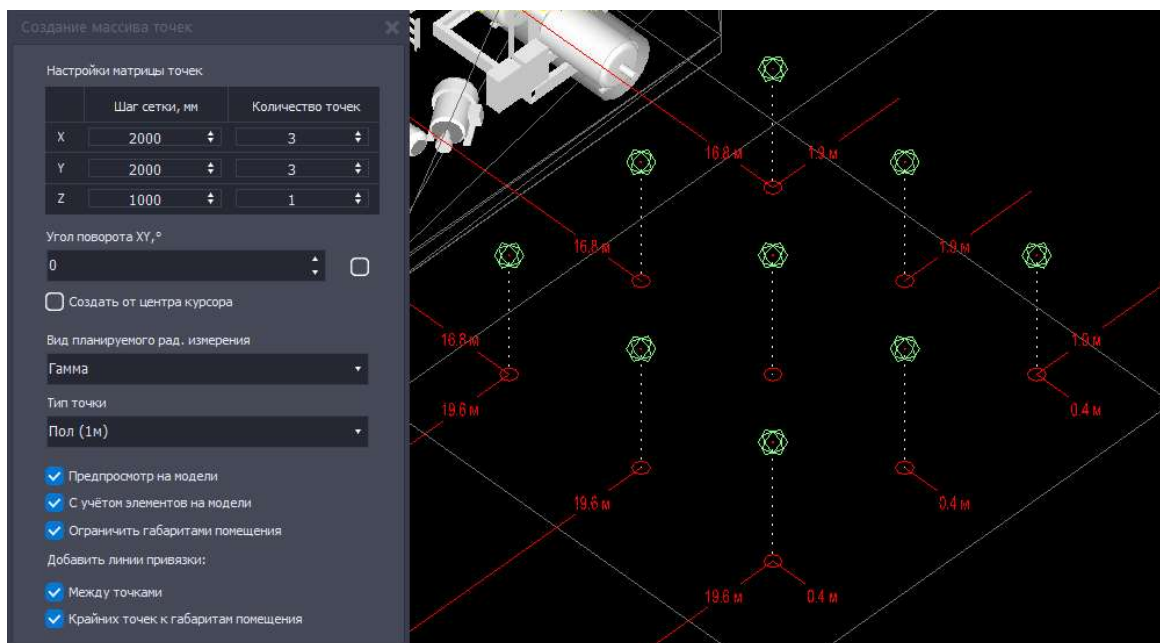 Создание массива точек
Настройки матрицы точек
Шаг сетки, мм Количество точек
X 2000 3
Y 2000 3
Z 1000 1
Угол поворота XY,°
0
Создать от центра курсора
Вид планируемого рад. измерения
Гамма
Тип точки
Пол (1м)
Предпросмотр на модели
С учётом элементов на модели
Ограничить габаритами помещения
Добавить линии привязки:
Между точками
Крайних точек к габаритам помещения
16.8 м 1.9 м
16.8 м 1.9 м
16.8 м 1.9 м
19.6 м 0.4 м
19.6 м 0.4 м
19.6 м 0.4 м